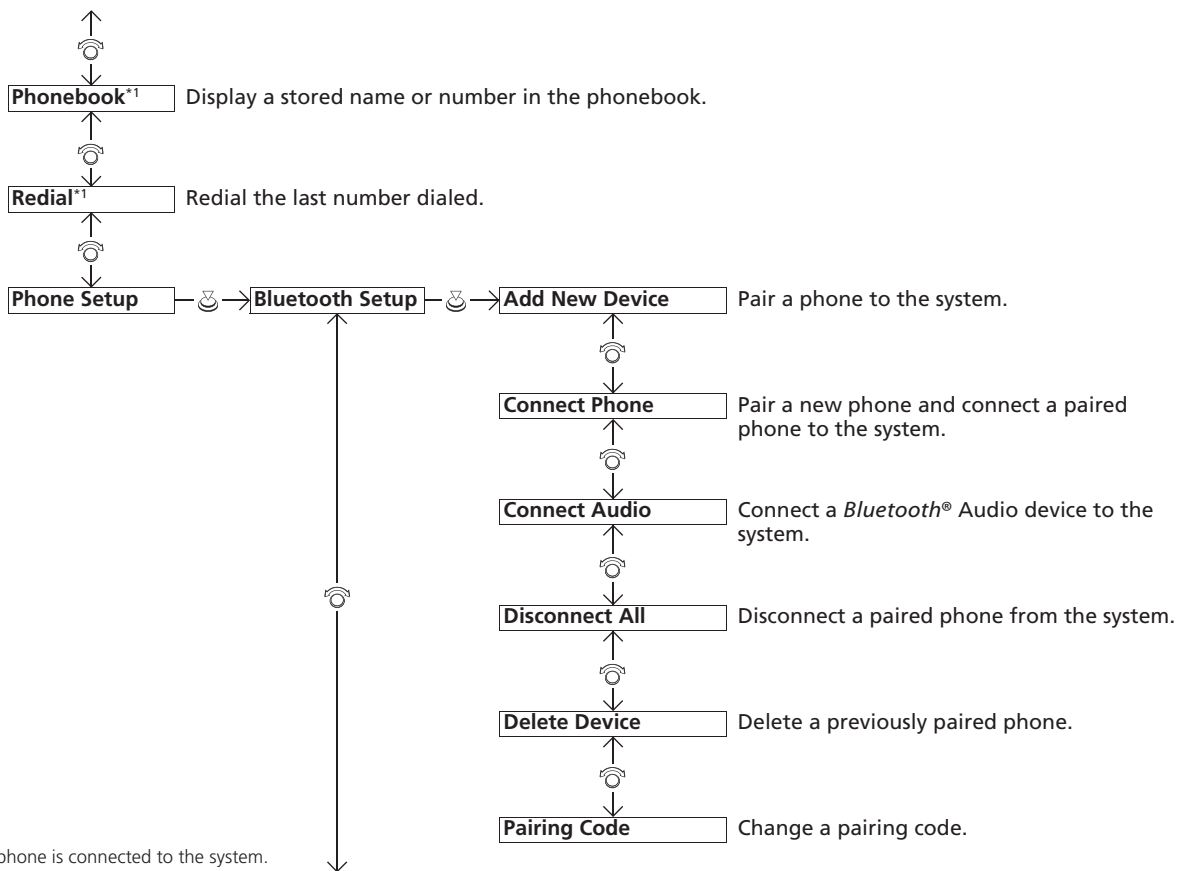 Phonebook*1 Display a stored name or number in the phonebook.
Redial*1 Redial the last number dialed.
Phone Setup Bluetooth Setup Add New Device Pair a phone to the system.
Connect Phone Pair a new phone and connect a paired
phone to the system.
Connect Audio Connect a Bluetooth® Audio device to the
system.
Disconnect All Disconnect a paired phone from the system.
Delete Device Delete a previously paired phone.
Pairing Code Change a pairing code.
phone is connected to the system.